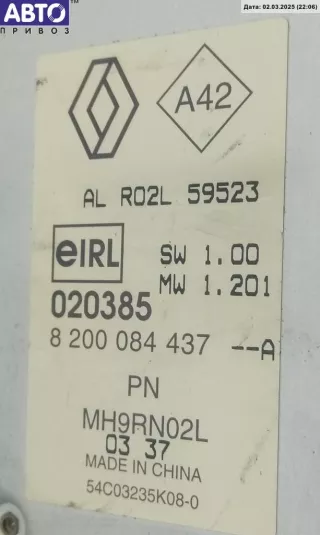 АВТО™
ПРИВОЗ
Дата: 02.03.2025 (22:06)
A42
AL R02L 59523
eIRL
SW 1.00
MW 1.201
020385
8 200 084 437 --A
PN
MH9RN02L
03 37
MADE IN CHINA
54C03235K08-0